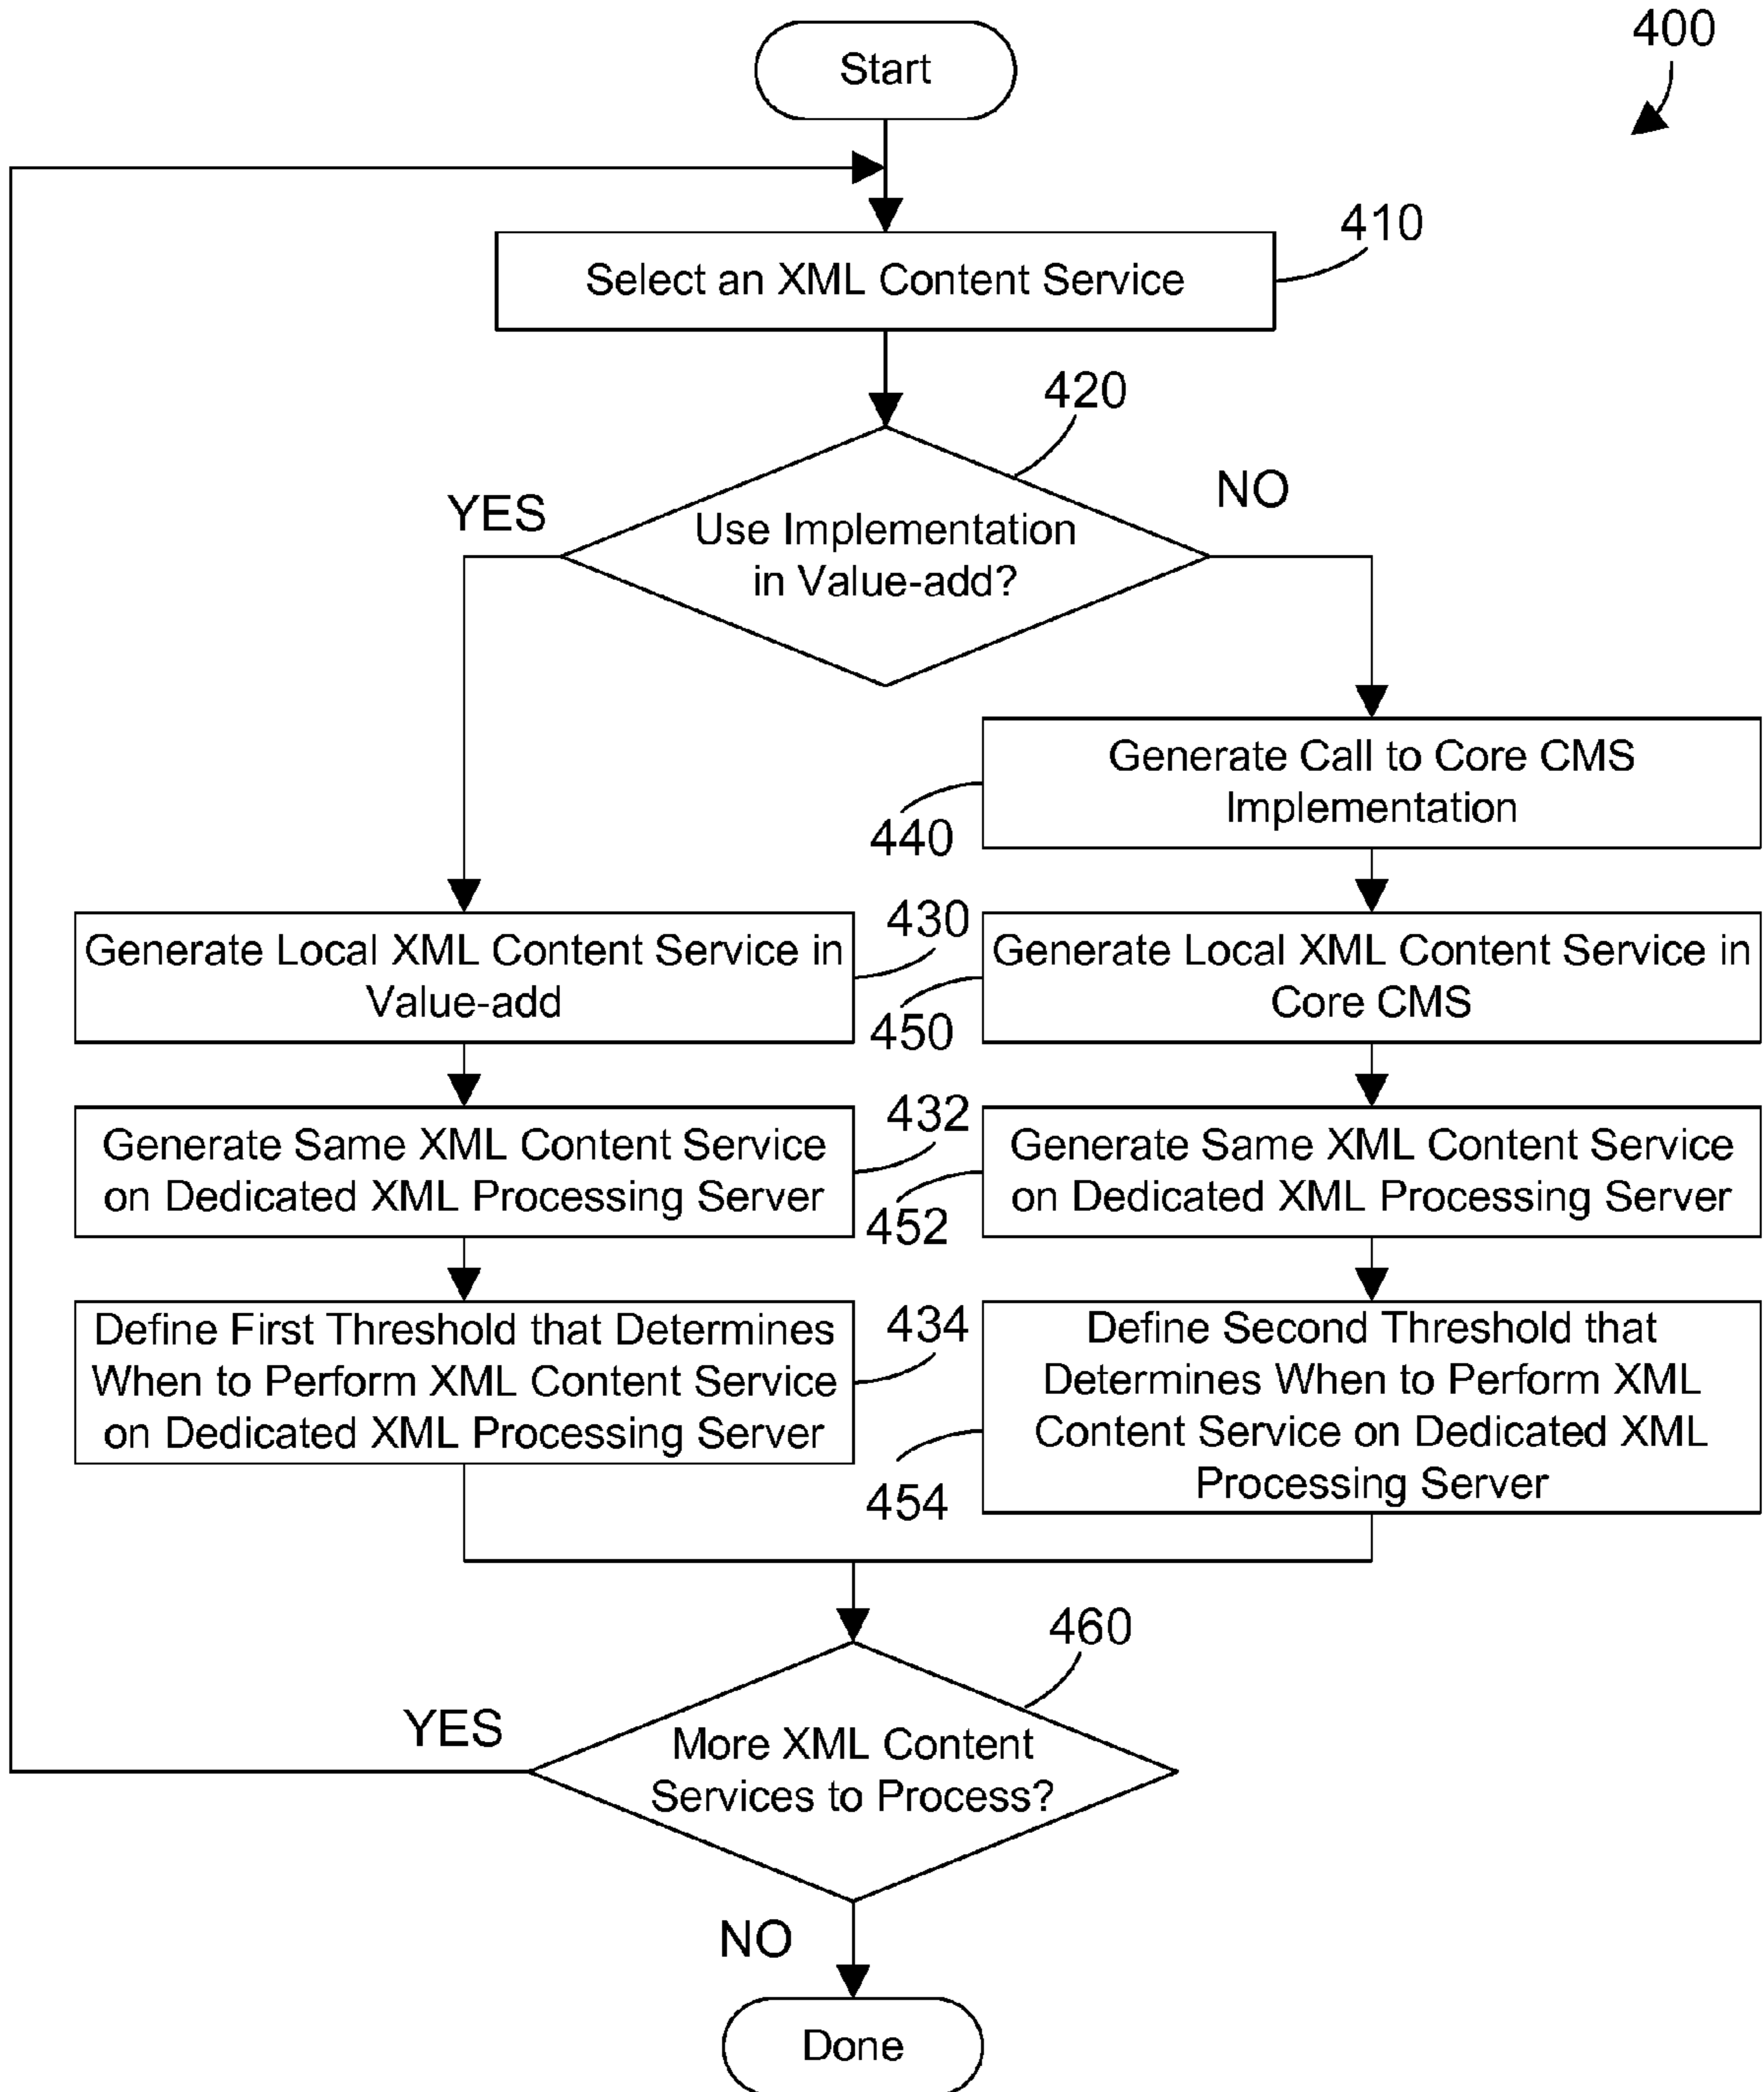 400
Start
410
Select an XML Content Service
420
YES
NO
Use Implementation
in Value-add?
Generate Call to Core CMS
Implementation
440
430
Generate Local XML Content Service in
Value-add
Generate Local XML Content Service in
Core CMS
450
432
Generate Same XML Content Service
on Dedicated XML Processing Server
Generate Same XML Content Service
on Dedicated XML Processing Server
452
Define First Threshold that Determines
When to Perform XML Content Service
on Dedicated XML Processing Server
434
Define Second Threshold that
Determines When to Perform XML
Content Service on Dedicated XML
Processing Server
454
460
YES
More XML Content
Services to Process?
NO
Done